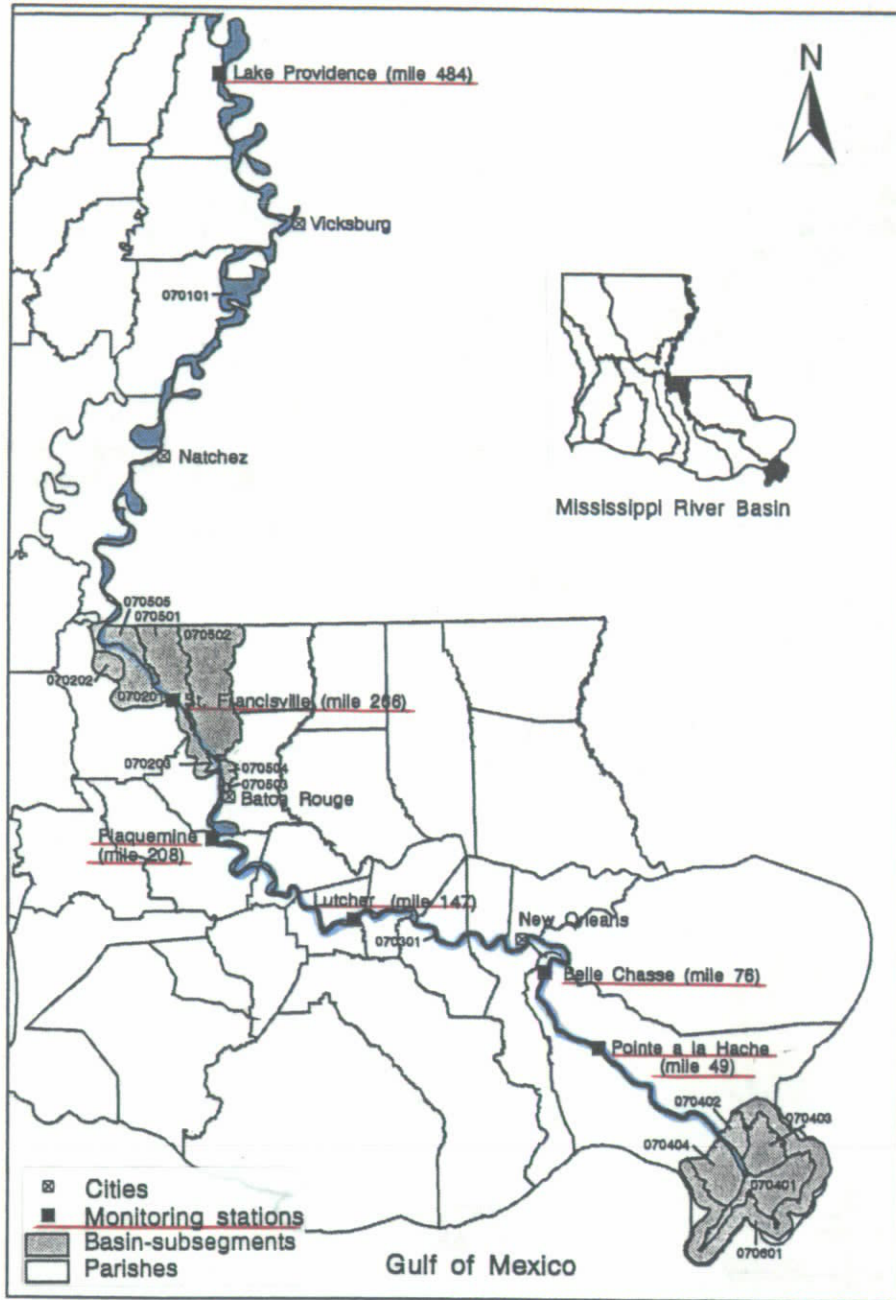 N
Lake Providence (mile 484)
Vicksburg
070101
Natchez
Mississippi River Basin
070505
070501
070502
070202
070201
St. Francisville (mile 266)
070203
070504
070503
Baton Rouge
Plaquemine
(mile 208)
Lutcher (mile 147)
070301
New Orleans
Belle Chasse (mile 76)
Pointe a la Hache
(mile 49)
070402
070403
070404
070401
070601
Cities
Monitoring stations
Basin-subsegments
Parishes
Gulf of Mexico